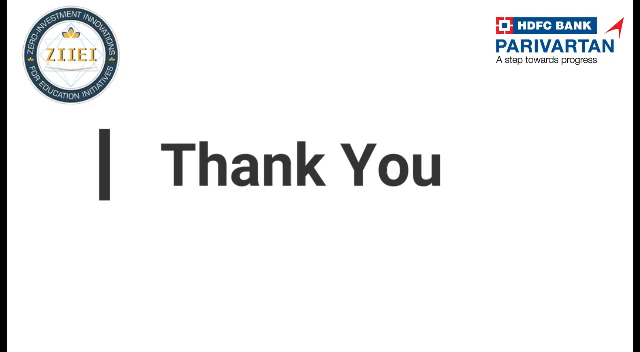 ZERO-INVESTMENT INNOVATIONS
ZIIEI
FOR EDUCATION INITIATIVES
HDFC BANK
PARIVARTAN
A step towards progress
Thank You